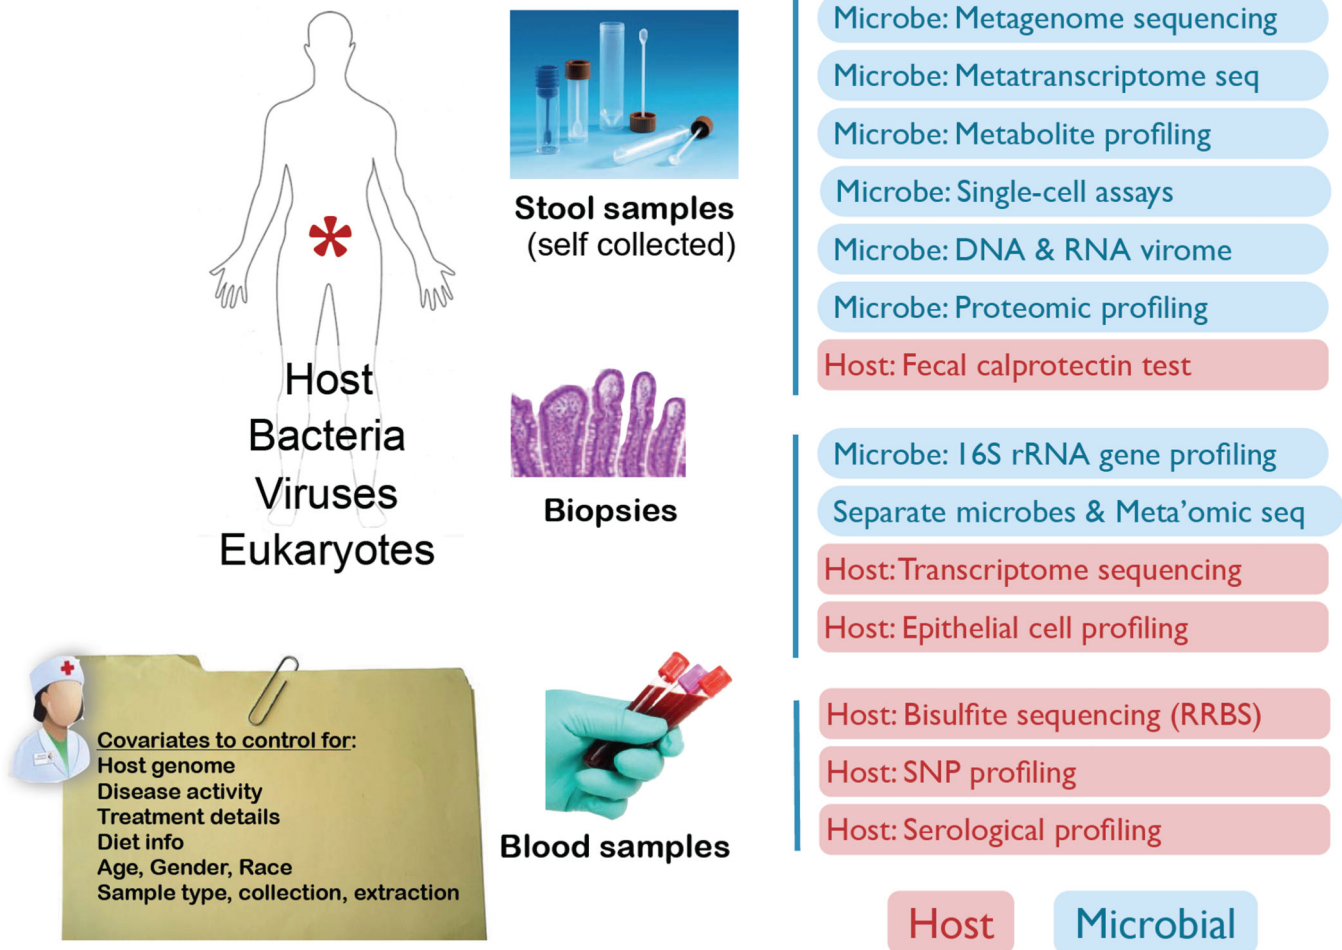 Host
Bacteria
Viruses
Eukaryotes
Covariates to control for:
Host genome
Disease activity
Treatment details
Diet info
Age, Gender, Race
Sample type, collection, extraction
Stool samples
(self collected)
Biopsies
Blood samples
Microbe: Metagenome sequencing
Microbe: Metatranscriptome seq
Microbe: Metabolite profiling
Microbe: Single-cell assays
Microbe: DNA & RNA virome
Microbe: Proteomic profiling
Host: Fecal calprotectin test
Microbe: 16S rRNA gene profiling
Separate microbes & Meta’omic seq
Host: Transcriptome sequencing
Host: Epithelial cell profiling
Host: Bisulfite sequencing (RRBS)
Host: SNP profiling
Host: Serological profiling
Host
Microbial